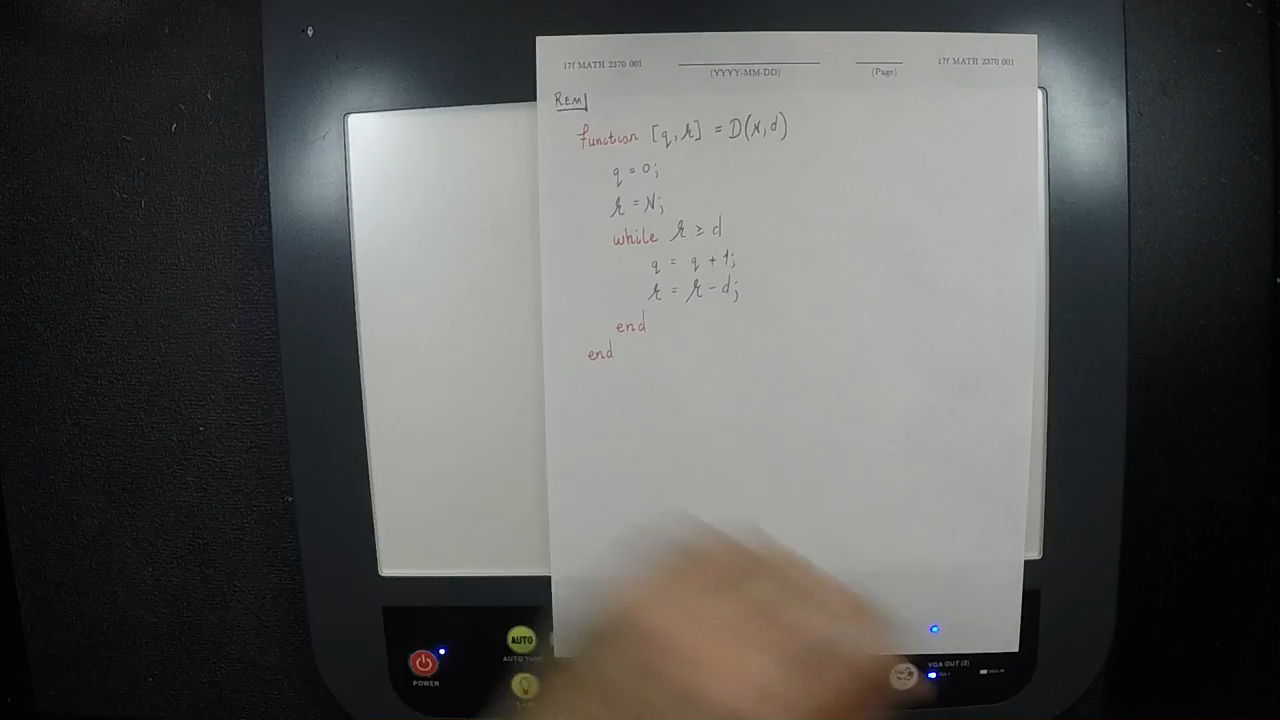 17f MATH 2370 001
(YYYY-MM-DD)
(Page)
17f MATH 2370 001
REM
function [q, r] = D(N, d)
q = 0;
r = N;
while r ≥ d
q = q + 1;
r = r - d;
end
end
AUTO
POWER
VGA OUT (2)